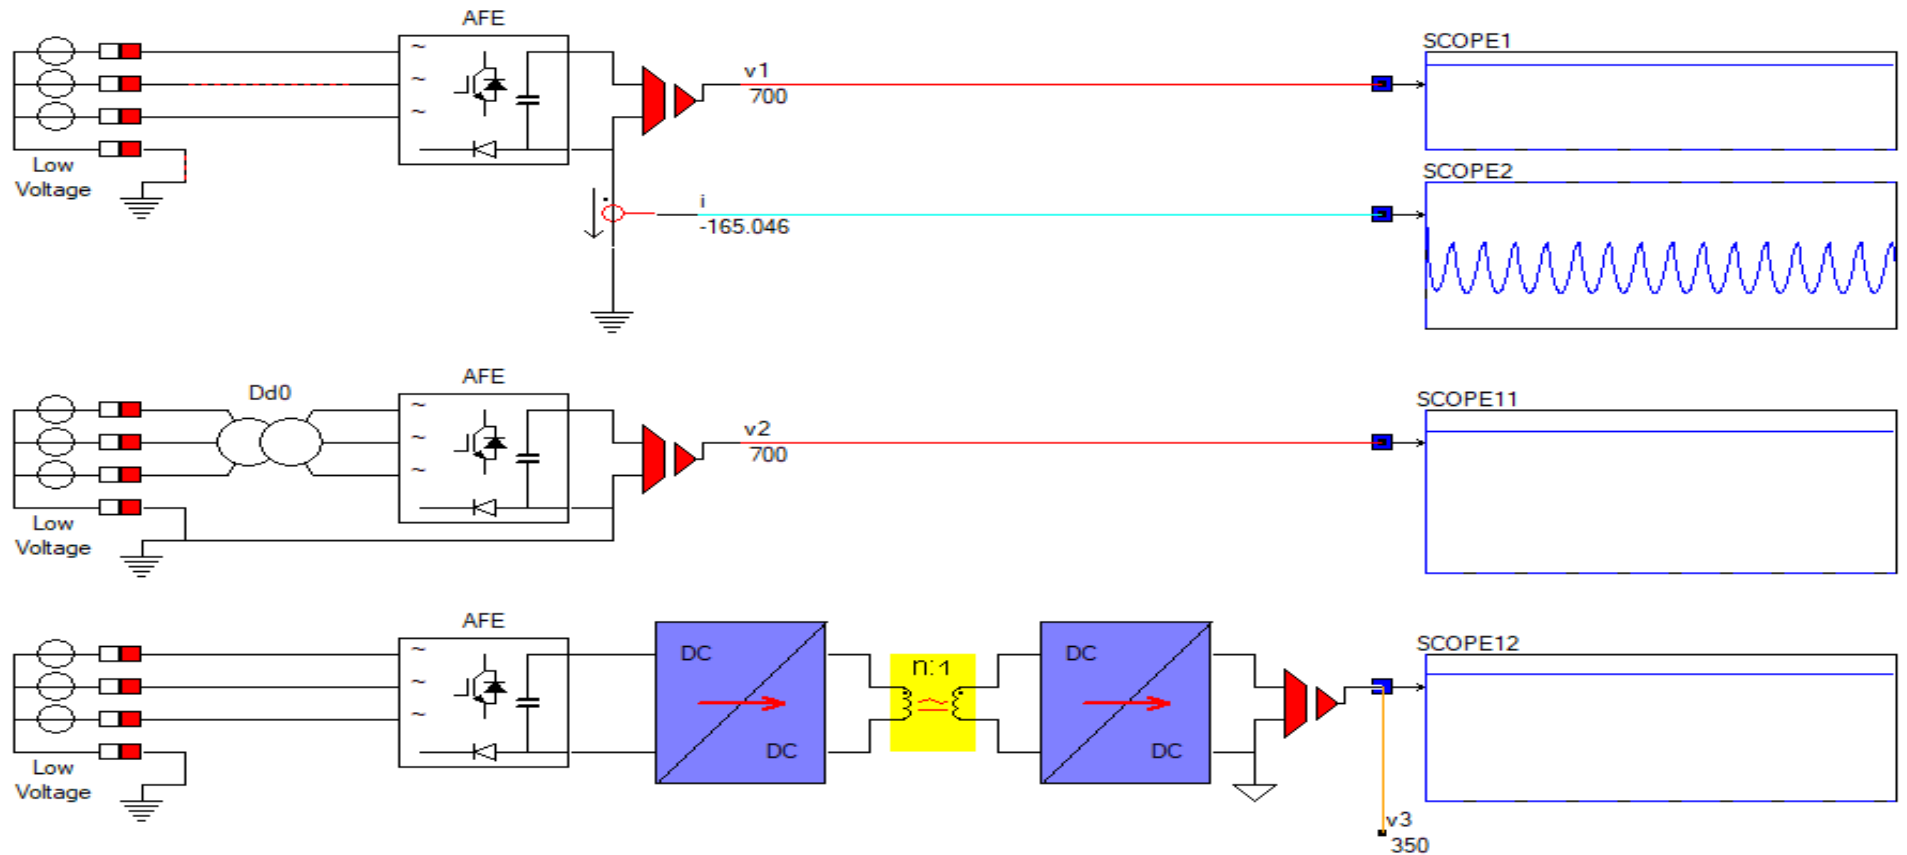 AFE
~
~
~
Low
Voltage
v1
700
SCOPE1
i
-165.046
SCOPE2
AFE
Dd0
~
~
~
Low
Voltage
v2
700
SCOPE11
AFE
~
~
~
Low
Voltage
DC
DC
n:1
DC
DC
SCOPE12
v3
350